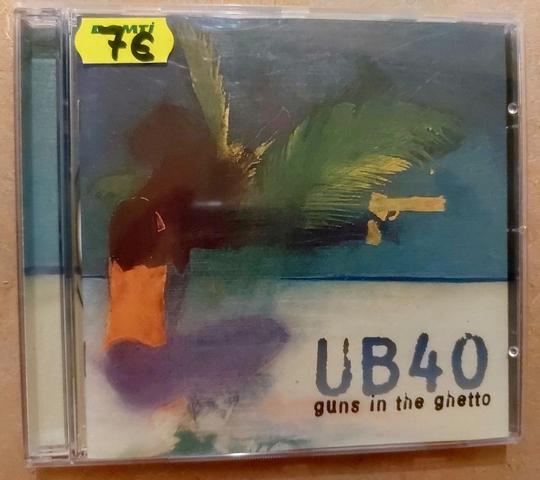 7€
UB40
guns in the ghetto